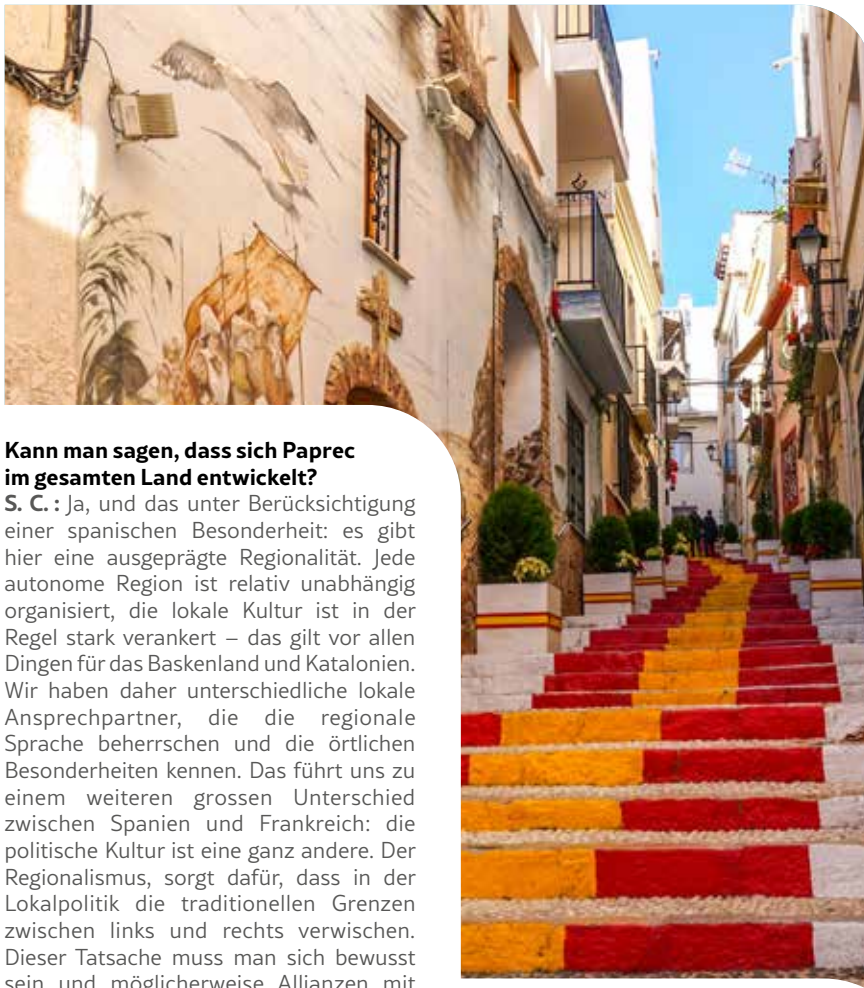 Kann man sagen, dass sich Paprec
im gesamten Land entwickelt?
S. C. : Ja, und das unter Berücksichtigung
einer spanischen Besonderheit: es gibt
hier eine ausgeprägte Regionalität. Jede
autonome Region ist relativ unabhängig
organisiert, die lokale Kultur ist in der
Regel stark verankert – das gilt vor allen
Dingen für das Baskenland und Katalonien.
Wir haben daher unterschiedliche lokale
Ansprechpartner, die die regionale
Sprache beherrschen und die örtlichen
Besonderheiten kennen. Das führt uns zu
einem weiteren grossen Unterschied
zwischen Spanien und Frankreich: die
politische Kultur ist eine ganz andere. Der
Regionalismus, sorgt dafür, dass in der
Lokalpolitik die traditionellen Grenzen
zwischen links und rechts verwischen.
Dieser Tatsache muss man sich bewusst
sein und möglicherweise Allianzen mit